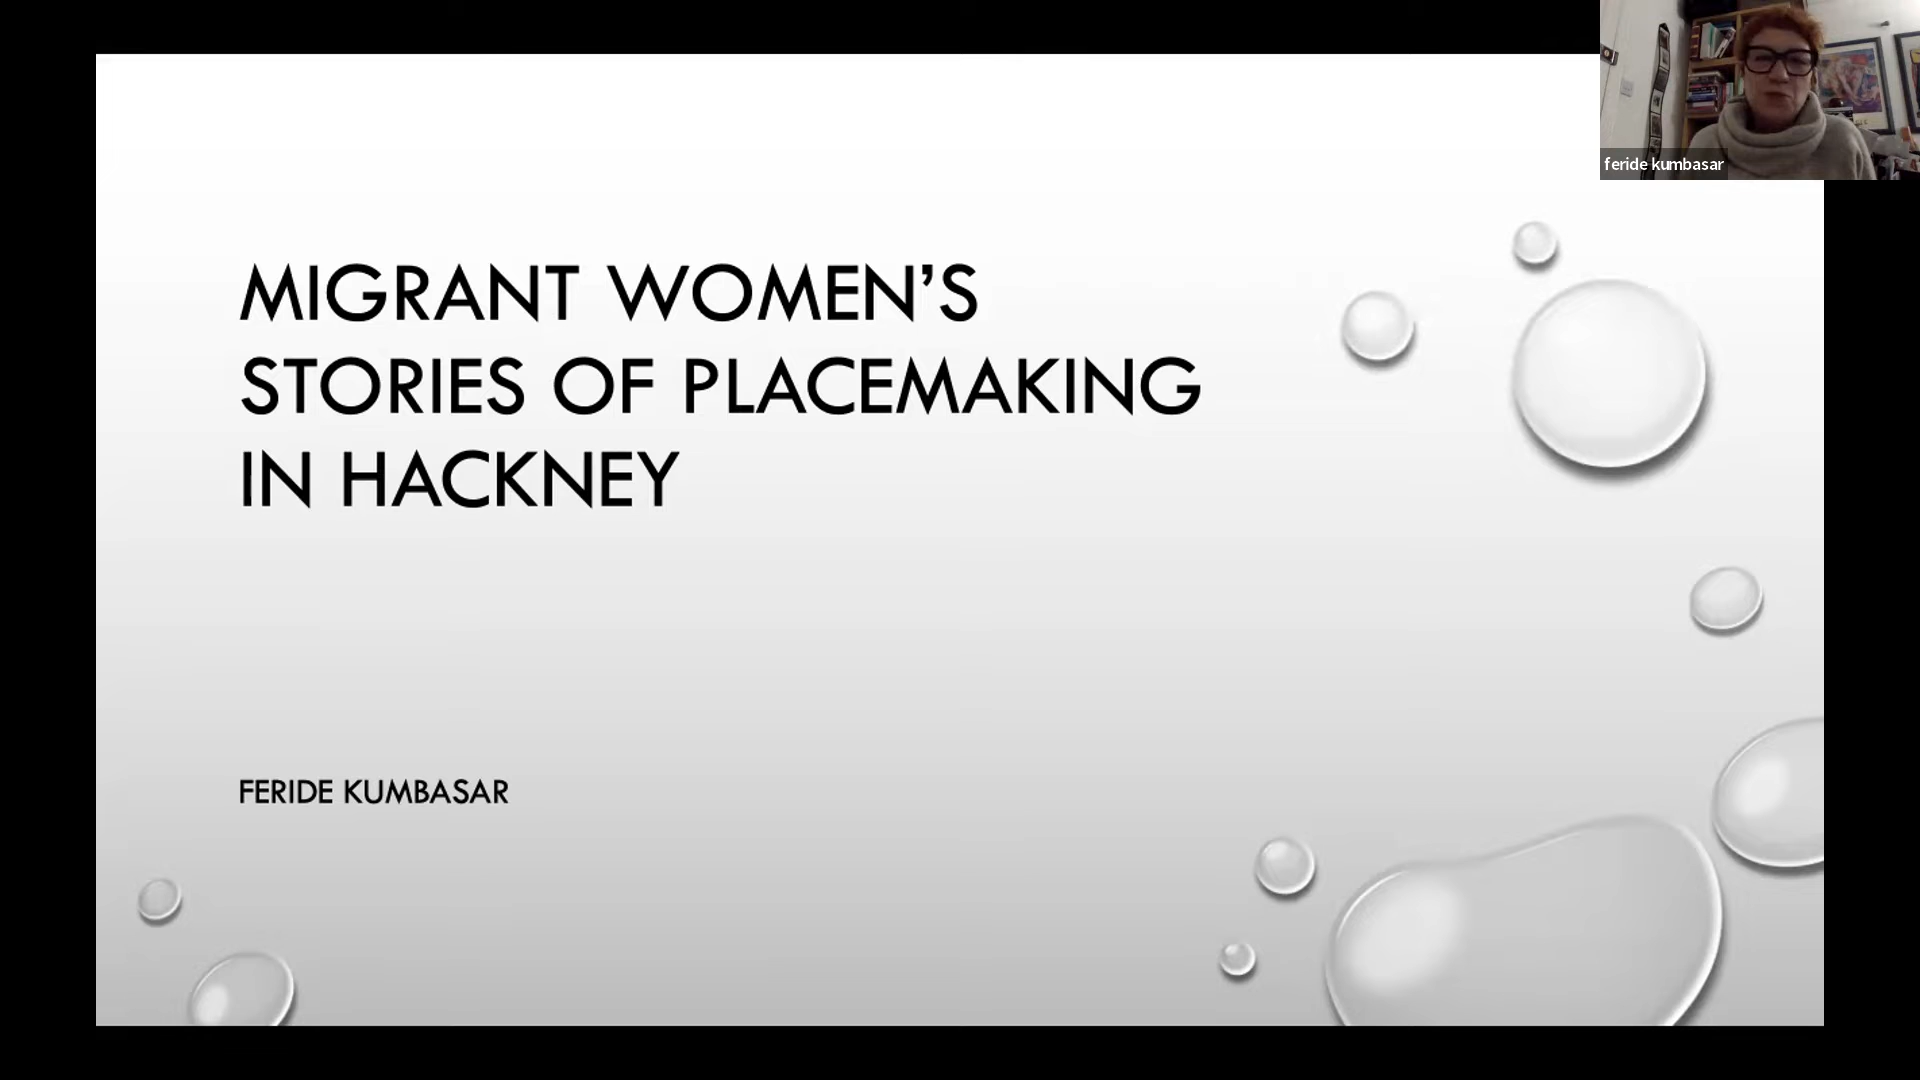 feride kumbasar
MIGRANT WOMEN’S
STORIES OF PLACEMAKING
IN HACKNEY
FERIDE KUMBASAR